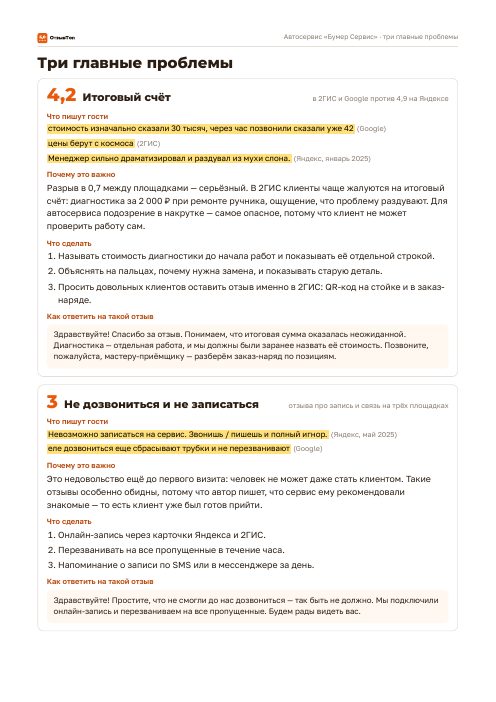 ОтзывТоп
Автосервис «Бумер Сервис» · три главные проблемы
Три главные проблемы
4,2 Итоговый счёт
в 2ГИС и Google против 4,9 на Яндексе
Что пишут гости
стоимость изначально сказали 30 тысяч, через час позвонили сказали уже 42 (Google)
цены берут с космоса (2ГИС)
Менеджер сильно драматизировал и раздувал из мухи слона. (Яндекс, январь 2025)
Почему это важно
Разрыв в 0,7 между площадками — серьёзный. В 2ГИС клиенты чаще жалуются на итоговый
счёт: диагностика за 2 000 ₽ при ремонте ручника, ощущение, что проблему раздувают. Для
автосервиса подозрение в накрутке — самое опасное, потому что клиент не может
проверить работу сам.
Что сделать
1. Называть стоимость диагностики до начала работ и показывать её отдельной строкой.
2. Объяснять на пальцах, почему нужна замена, и показывать старую деталь.
3. Просить довольных клиентов оставить отзыв именно в 2ГИС: QR-код на стойке и в заказ-
наряде.
Как ответить на такой отзыв
Здравствуйте! Спасибо за отзыв. Понимаем, что итоговая сумма оказалась неожиданной.
Диагностика — отдельная работа, и мы должны были заранее назвать её стоимость. Позвоните,
пожалуйста, мастеру-приёмщику — разберём заказ-наряд по позициям.
3 Не дозвониться и не записаться
отзыва про запись и связь на трёх площадках
Что пишут гости
Невозможно записаться на сервис. Звонишь / пишешь и полный игнор. (Яндекс, май 2025)
еле дозвониться еще сбрасывают трубки и не перезванивают (Google)
Почему это важно
Это недовольство ещё до первого визита: человек не может даже стать клиентом. Такие
отзывы особенно обидны, потому что автор пишет, что сервис ему рекомендовали
знакомые — то есть клиент уже был готов прийти.
Что сделать
1. Онлайн-запись через карточки Яндекса и 2ГИС.
2. Перезванивать на все пропущенные в течение часа.
3. Напоминание о записи по SMS или в мессенджере за день.
Как ответить на такой отзыв
Здравствуйте! Простите, что не смогли до нас дозвониться — так быть не должно. Мы подключили
онлайн-запись и перезваниваем на все пропущенные. Будем рады видеть вас.